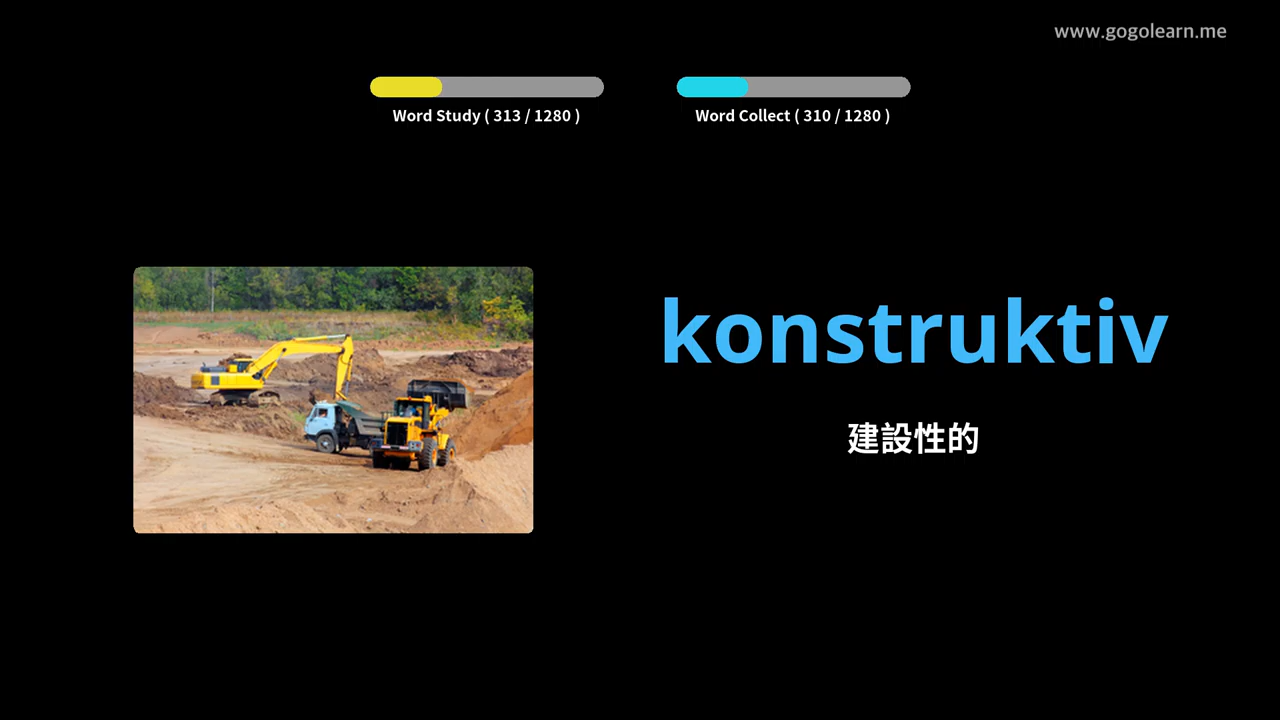 www.gogolearn.me
Word Study ( 313 / 1280 )
Word Collect ( 310 / 1280 )
konstruktiv
建設性的